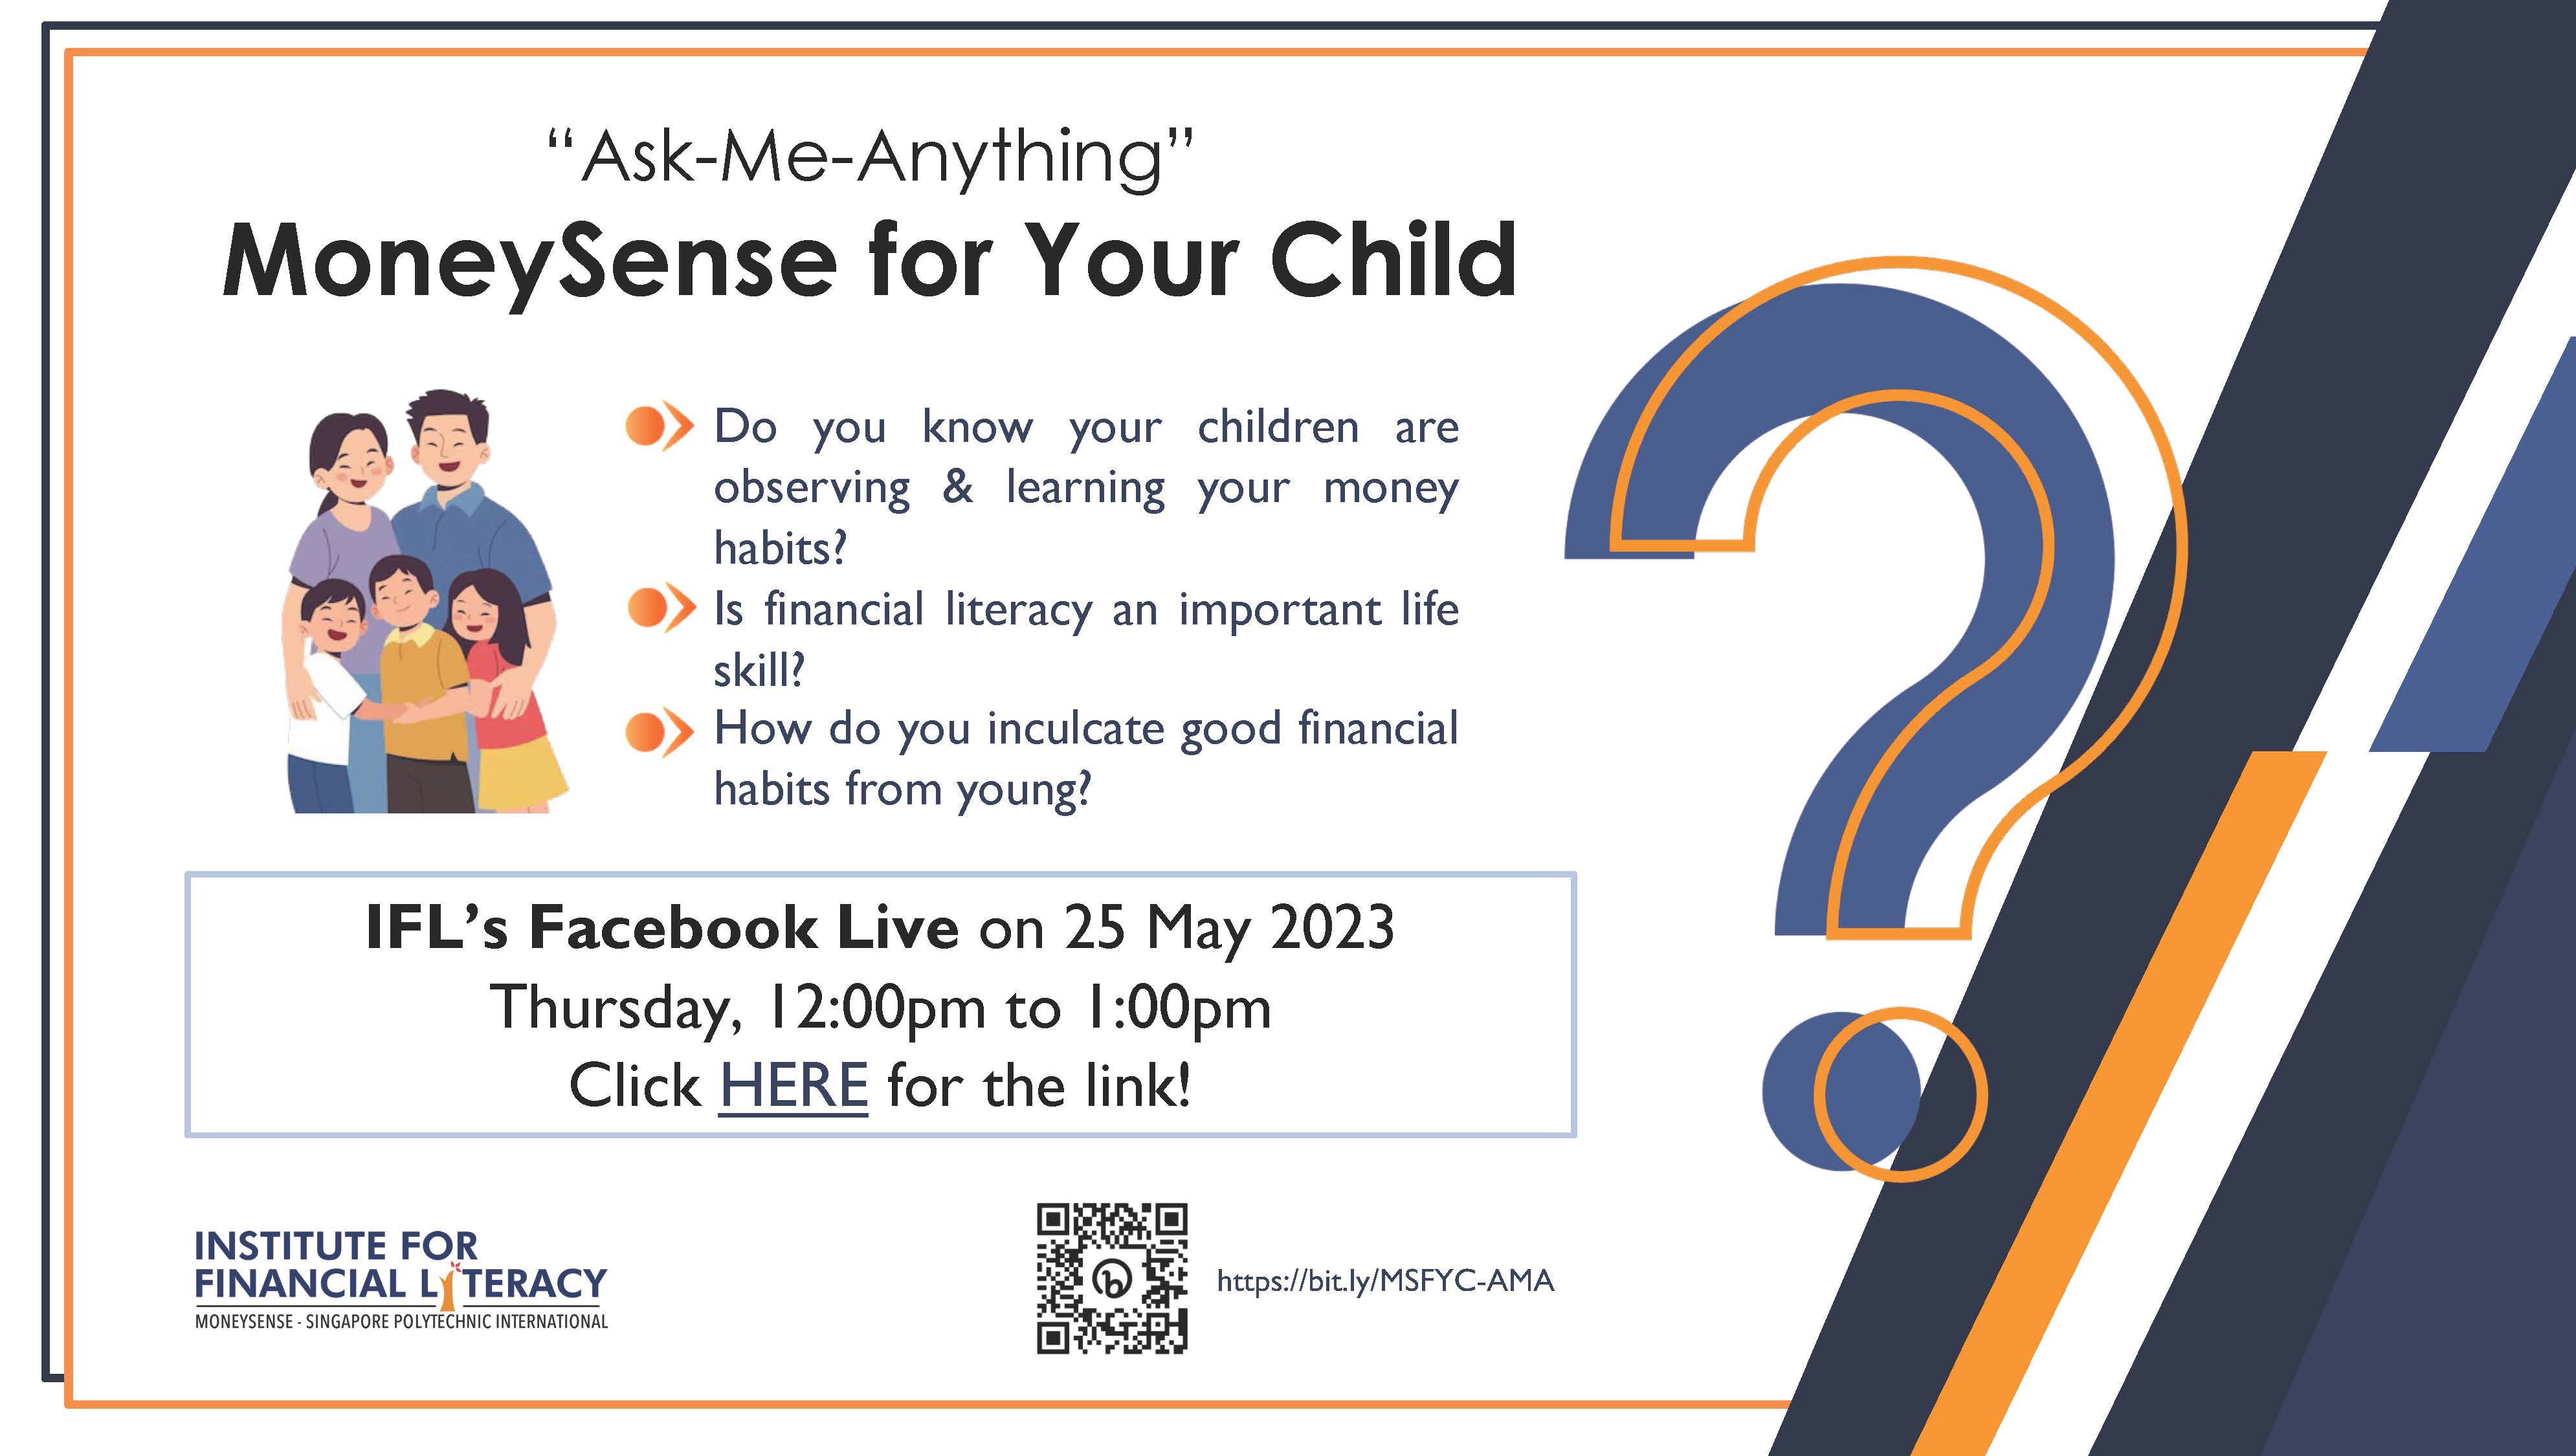 “Ask-Me-Anything”
MoneySense for Your Child
Do you know your children are
observing & learning your money
habits?
Is financial literacy an important life
skill?
How do you inculcate good financial
habits from young?
IFL’s Facebook Live on 25 May 2023
Thursday, 12:00pm to 1:00pm
Click HERE for the link!
INSTITUTE FOR
FINANCIAL LITERACY
MONEYSENSE - SINGAPORE POLYTECHNIC INTERNATIONAL
https://bit.ly/MSFYC-AMA